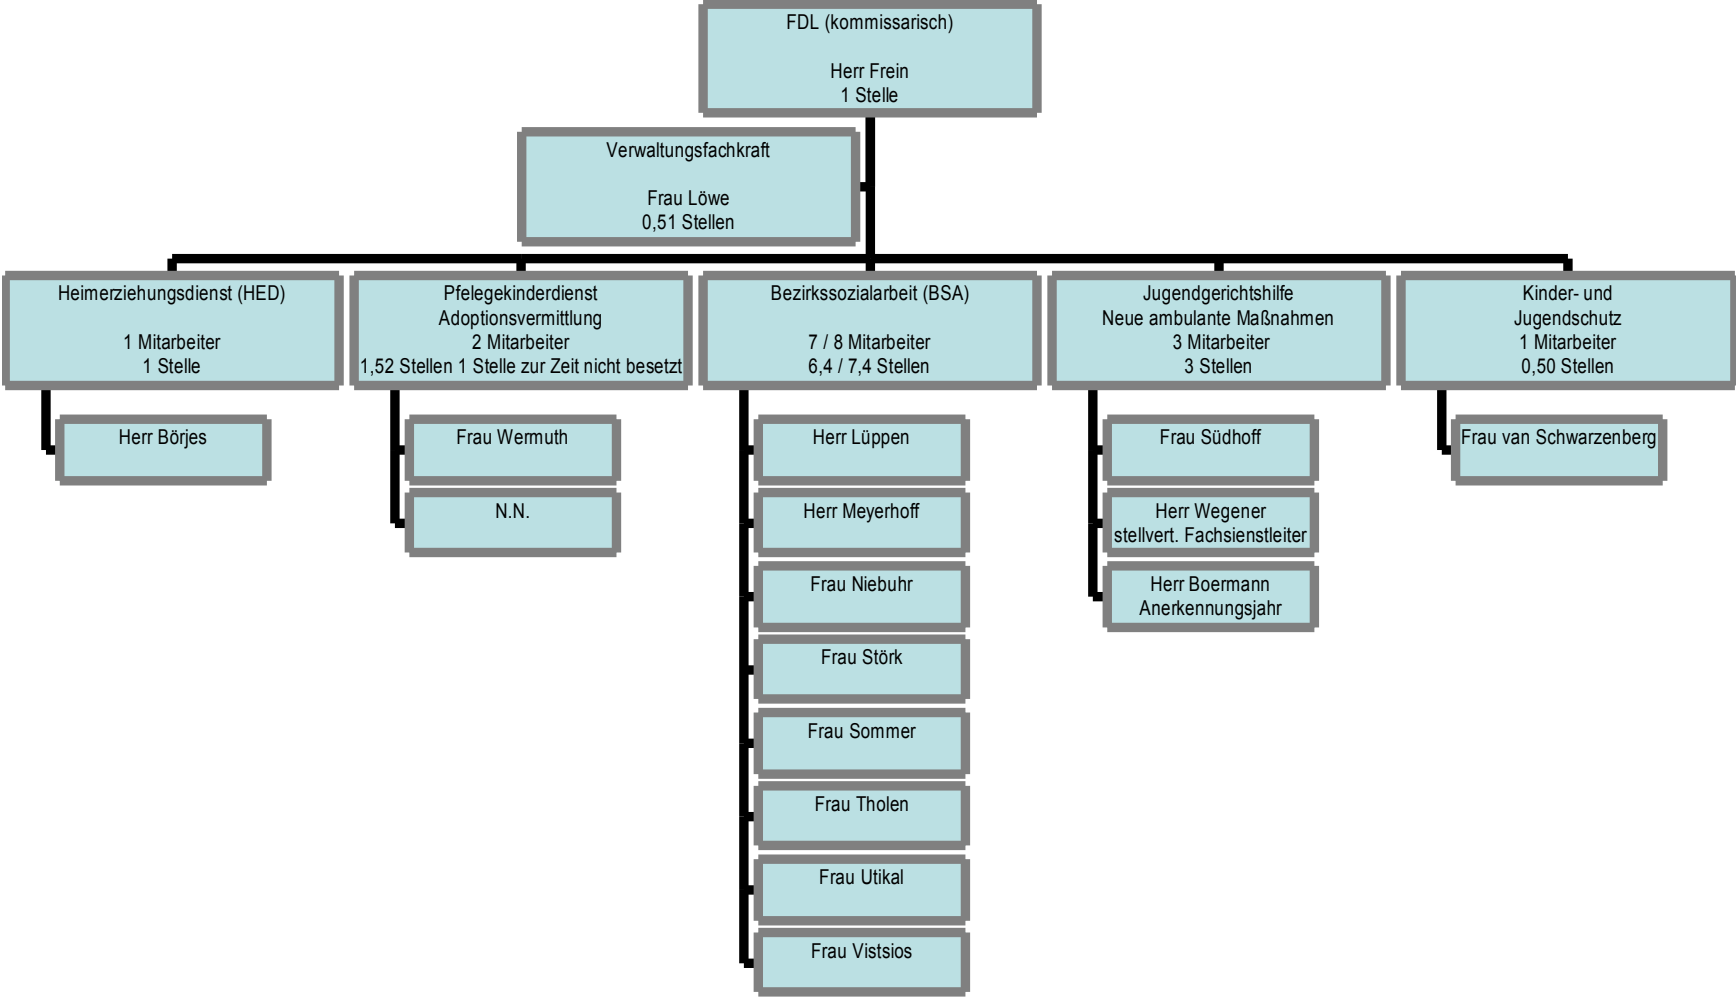 FDL (kommissarisch)
Herr Frein
1 Stelle
Verwaltungsfachkraft
Frau Löwe
0,51 Stellen
Heimerziehungsdienst (HED)
1 Mitarbeiter
1 Stelle
Pfelegekinderdienst
Adoptionsvermittlung
2 Mitarbeiter
1,52 Stellen 1 Stelle zur Zeit nicht besetzt
Bezirkssozialarbeit (BSA)
7 / 8 Mitarbeiter
6,4 / 7,4 Stellen
Jugendgerichtshilfe
Neue ambulante Maßnahmen
3 Mitarbeiter
3 Stellen
Kinder- und
Jugendschutz
1 Mitarbeiter
0,50 Stellen
Herr Börjes
Frau Wermuth
N.N.
Herr Lüppen
Herr Meyerhoff
Frau Niebuhr
Frau Störk
Frau Sommer
Frau Tholen
Frau Utikal
Frau Vistsios
Frau Südhoff
Herr Wegener
stellvert. Fachsienstleiter
Herr Boermann
Anerkennungsjahr
Frau van Schwarzenberg